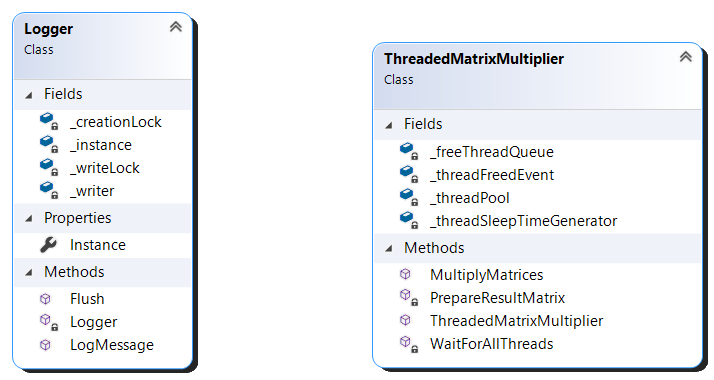 Logger
Class
Fields
_creationLock
_instance
_writeLock
_writer
Properties
Instance
Methods
Flush
Logger
LogMessage
ThreadedMatrixMultiplier
Class
Fields
_freeThreadQueue
_threadFreedEvent
_threadPool
_threadSleepTimeGenerator
Methods
MultiplyMatrices
PrepareResultMatrix
ThreadedMatrixMultiplier
WaitForAllThreads